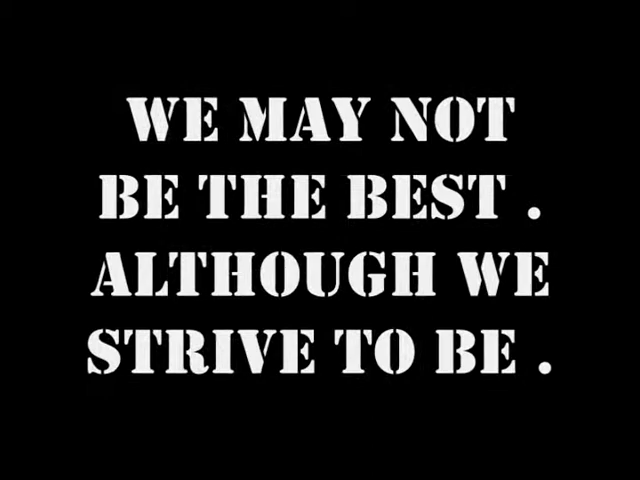 WE MAY NOT
BE THE BEST .
ALTHOUGH WE
STRIVE TO BE .